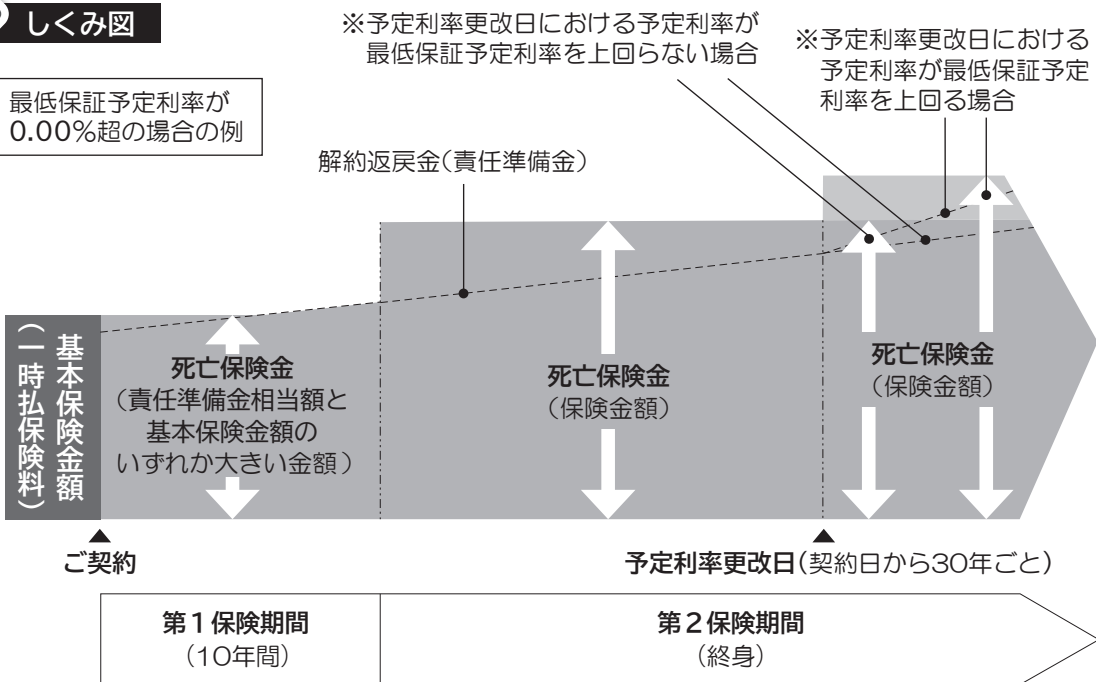 しくみ図
※予定利率更改日における予定利率が
最低保証予定利率を上回らない場合
※予定利率更改日における
予定利率が最低保証予定
利率を上回る場合
最低保証予定利率が
0.00%超の場合の例
解約返戻金(責任準備金)
基本保険金額
(一時払保険料)
死亡保険金
(責任準備金相当額と
基本保険金額の
いずれか大きい金額)
死亡保険金
(保険金額)
死亡保険金
(保険金額)
▲
ご契約
▲
予定利率更改日(契約日から30年ごと)
第1保険期間
(10年間)
第2保険期間
(終身)